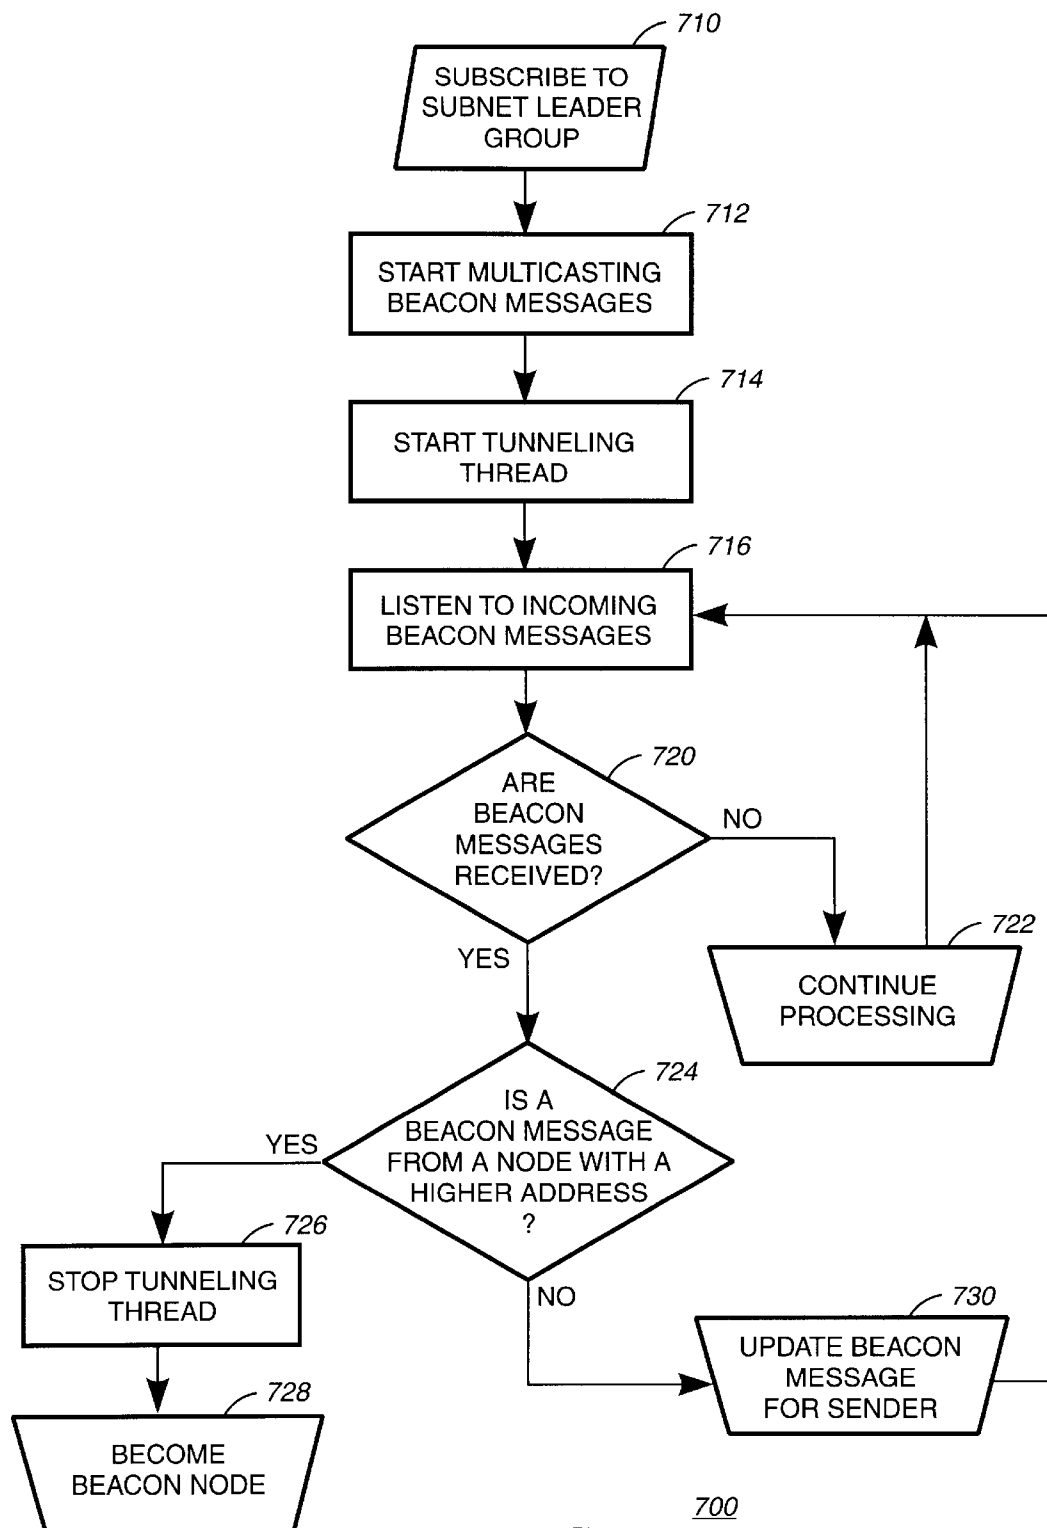 710
SUBSCRIBE TO
SUBNET LEADER
GROUP
712
START MULTICASTING
BEACON MESSAGES
714
START TUNNELING
THREAD
716
LISTEN TO INCOMING
BEACON MESSAGES
720
ARE
BEACON
MESSAGES
RECEIVED?
NO
YES
722
CONTINUE
PROCESSING
724
IS A
BEACON MESSAGE
FROM A NODE WITH A
HIGHER ADDRESS
?
YES
NO
726
STOP TUNNELING
THREAD
728
BECOME
BEACON NODE
730
UPDATE BEACON
MESSAGE
FOR SENDER
700